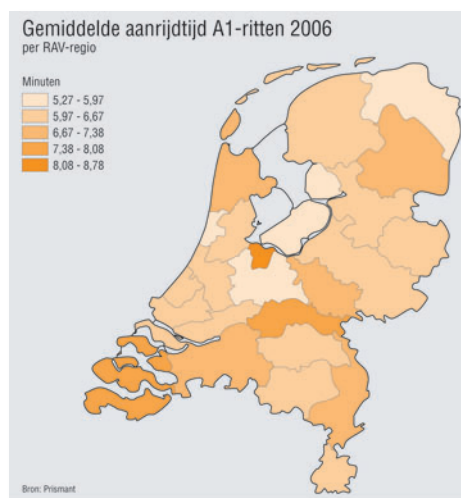 Gemiddelde aanrijdtijd A1-ritten 2006
per RAV-regio
Minuten
5,27 - 5,97
5,97 - 6,67
6,67 - 7,38
7,38 - 8,08
8,08 - 8,78
Bron: Prismant